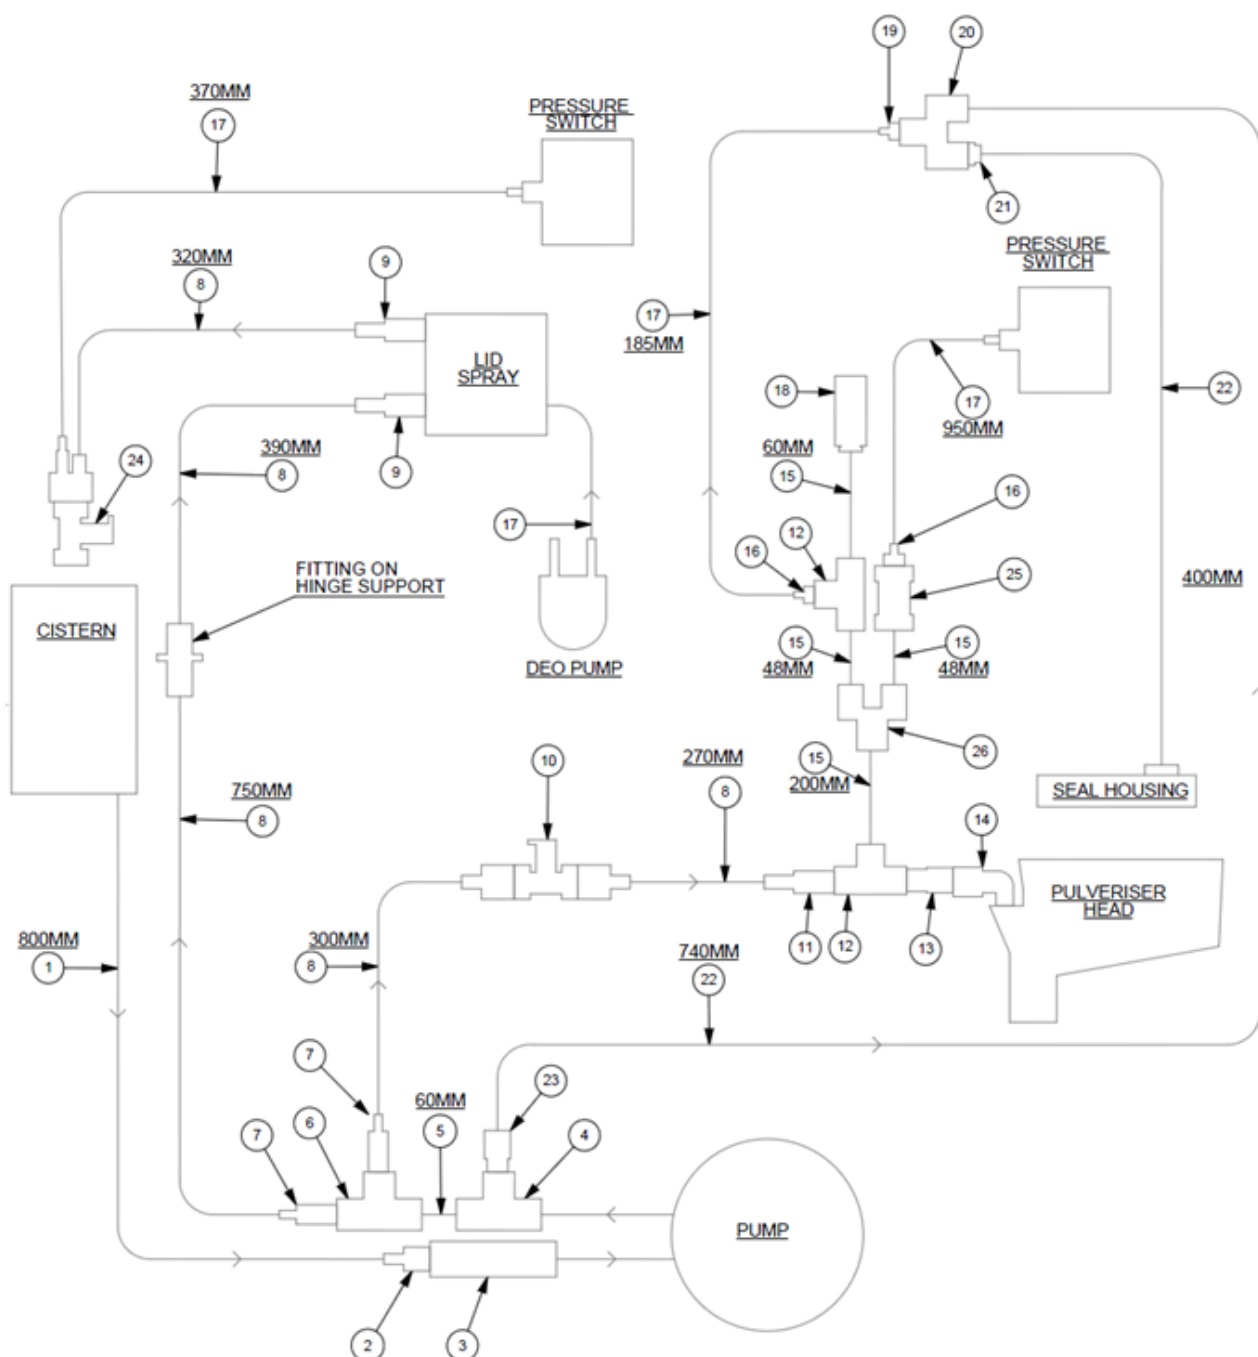 19
20
370MM
17
PRESSURE
SWITCH
21
PRESSURE
SWITCH
320MM
8
9
17
185MM
LID
SPRAY
18
22
17
950MM
390MM
8
9
60MM
15
24
17
12
16
16
25
400MM
FITTING ON
HINGE SUPPORT
CISTERN
DEO PUMP
15
48MM
15
48MM
26
10
270MM
8
15
200MM
SEAL HOUSING
750MM
8
14
PULVERISER
HEAD
800MM
1
300MM
8
11
12
13
740MM
22
7
60MM
23
7
6
5
4
PUMP
2
3